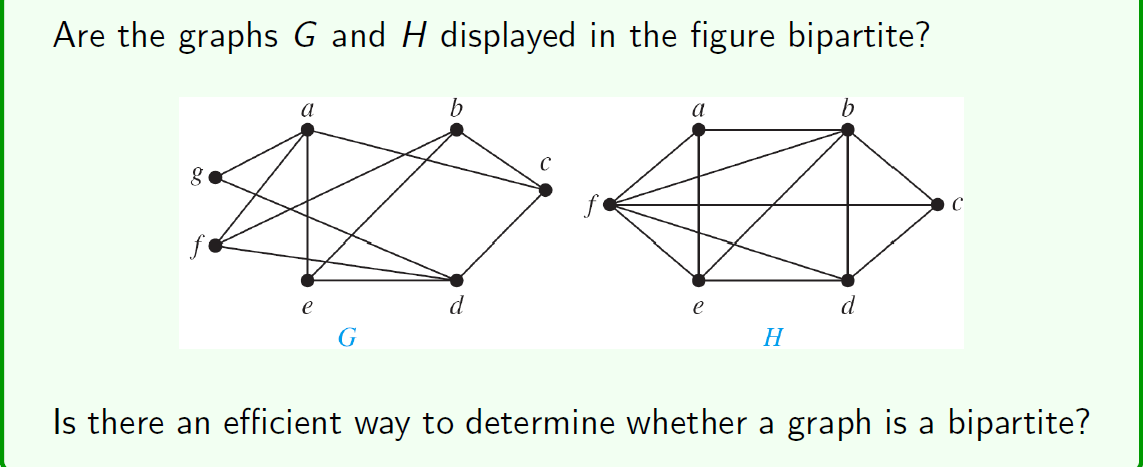 Are the graphs G and H displayed in the figure bipartite?
a b a b
g c
f f c
e d e d
G H
Is there an efficient way to determine whether a graph is a bipartite?